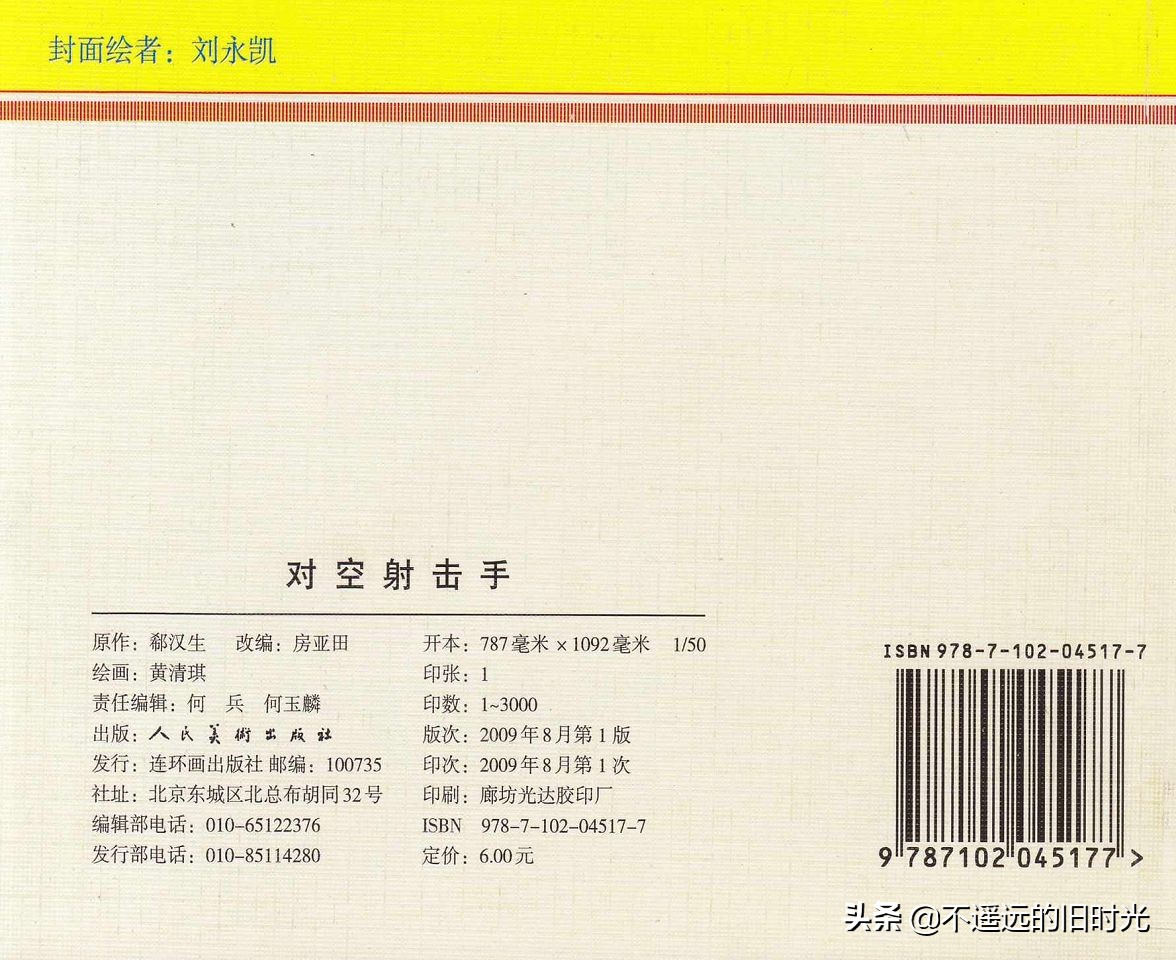 封面绘者：刘永凯
对空射击手
原作：郗汉生 改编：房亚田
绘画：黄清琪
责任编辑：何 兵 何玉麟
出版：人民美術出版社
发行：连环画出版社 邮编：100735
社址：北京东城区北总布胡同32号
编辑部电话：010-65122376
发行部电话：010-85114280
开本：787毫米×1092毫米 1/50
印张：1
印数：1~3000
版次：2009年8月第1版
印次：2009年8月第1次
印刷：廊坊光达胶印厂
ISBN 978-7-102-04517-7
定价：6.00元
ISBN 978-7-102-04517-7
9 787102 045177 >
头条 @不遥远的旧时光